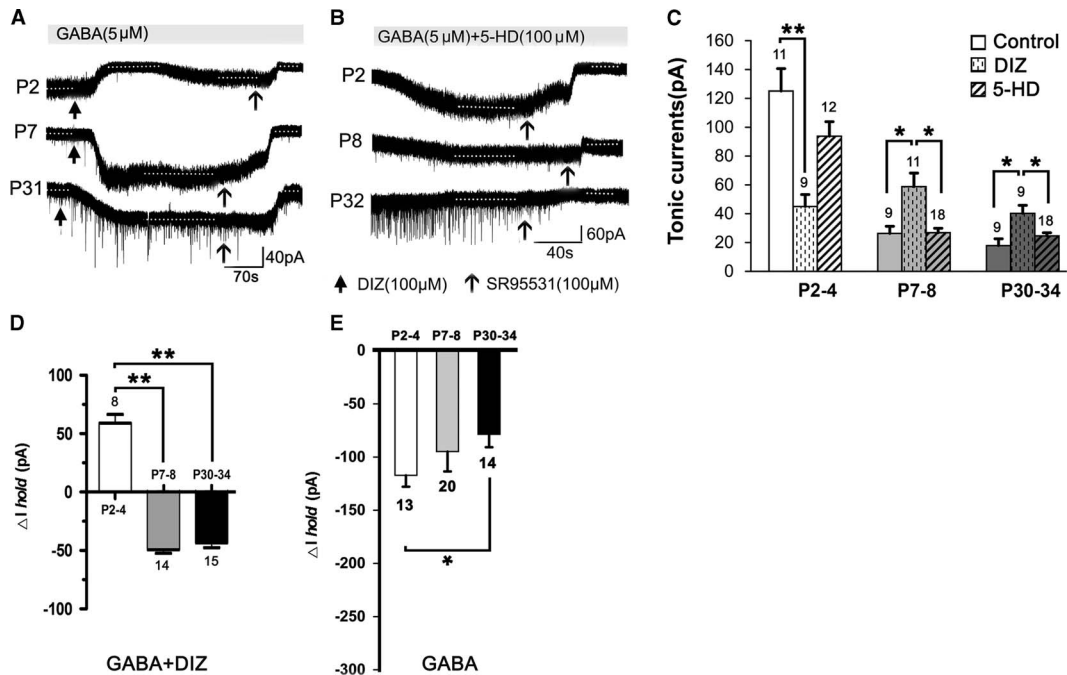 A
GABA(5 μM)
P2
P7
P31
40pA
70s
B
GABA(5 μM)+5-HD(100 μM)
P2
P8
P32
60pA
40s
DIZ(100μM) SR95531(100μM)
C
Tonic currents(pA)
160
140
120
100
80
60
40
20
0
Control
DIZ
5-HD
**
11
9
12
* *
9
11
18
* *
9
9
18
P2-4 P7-8 P30-34
D
△I hold (pA)
100
50
0
-50
-100
**
**
8
P7-8 P30-34
P2-4
14 15
GABA+DIZ
E
P2-4 P7-8 P30-34
△I hold (pA)
0
-50
-100
-150
-200
-250
-300
13
20
14
*
GABA